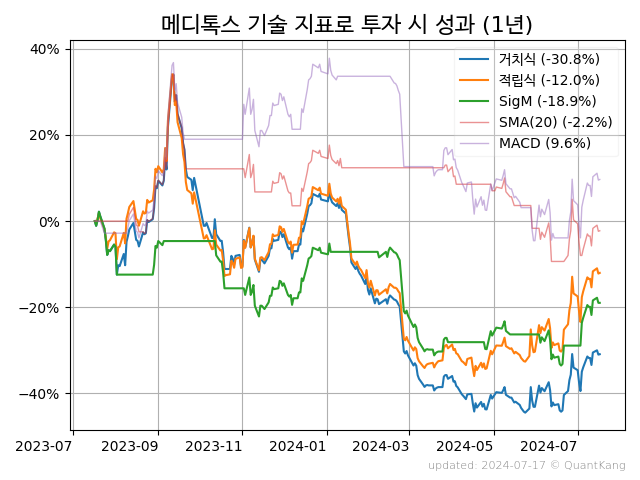 메디톡스 기술 지표로 투자 시 성과 (1년)
40%
20%
0%
−20%
−40%
거치식 (-30.8%)
적립식 (-12.0%)
SigM (-18.9%)
SMA(20) (-2.2%)
MACD (9.6%)
2023-07 2023-09 2023-11 2024-01 2024-03 2024-05 2024-07
updated: 2024-07-17 © QuantKang